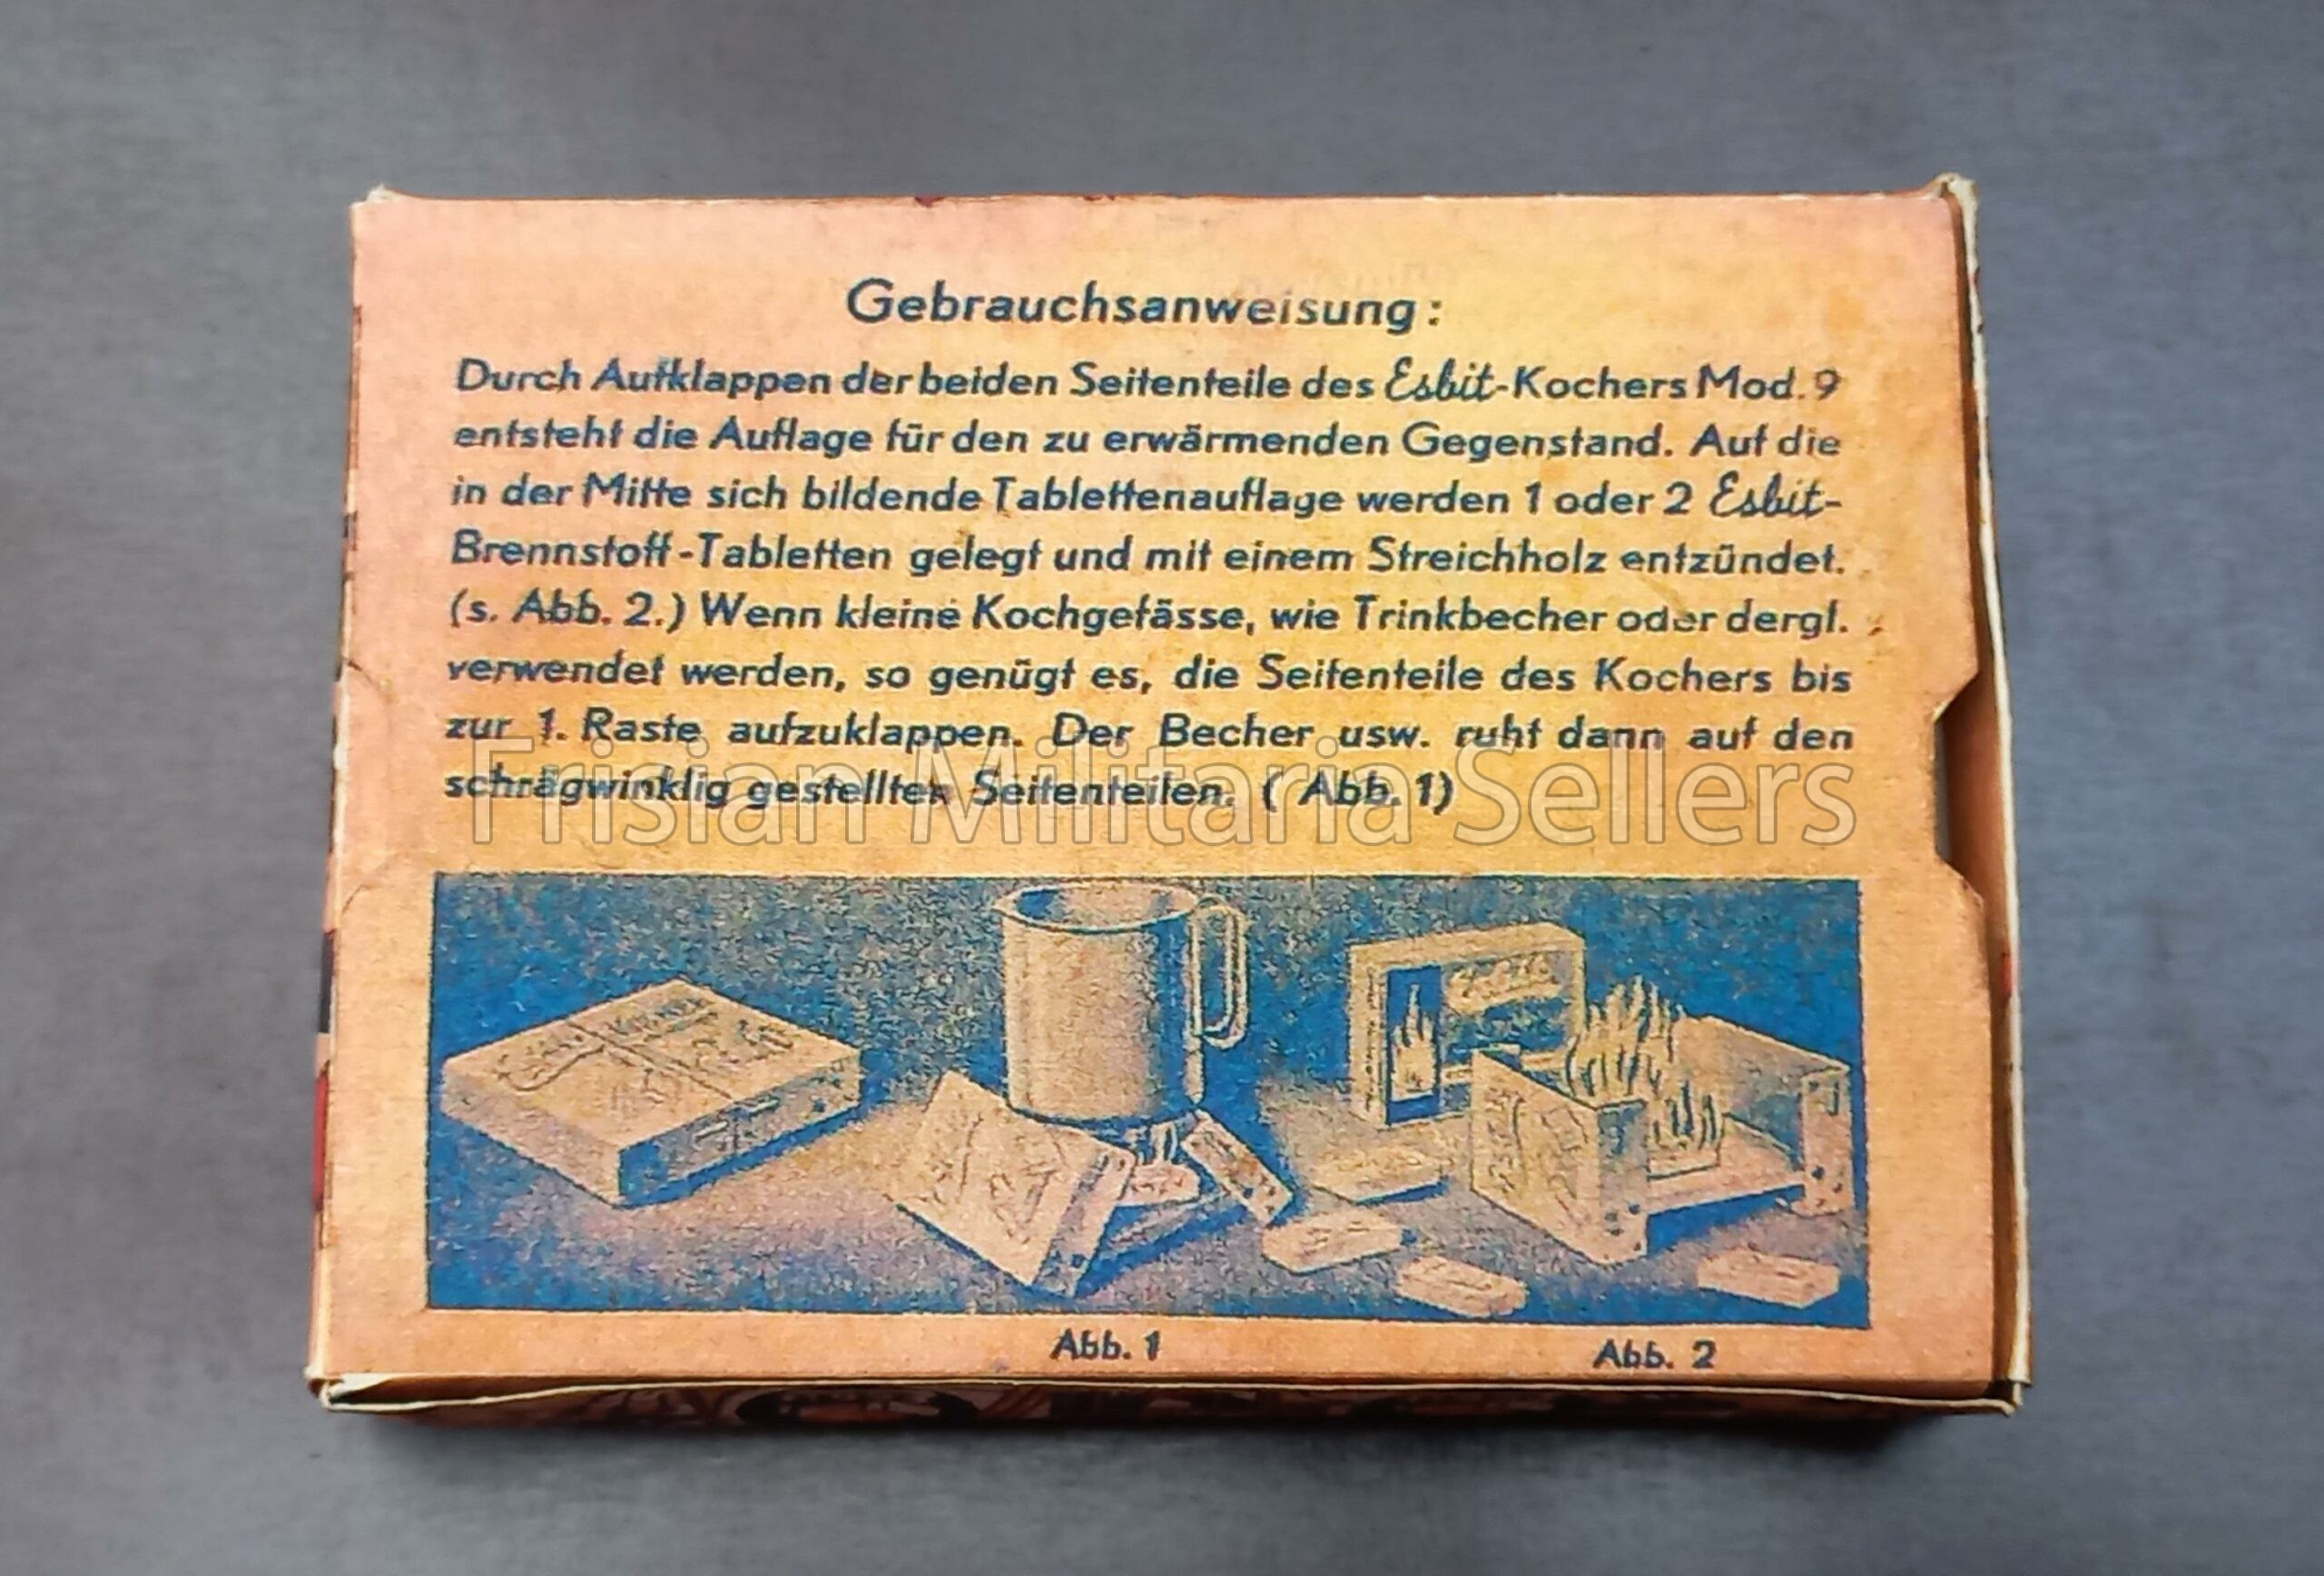 Gebrauchsanweisung:
Durch Aufklappen der beiden Seitenteile des Esbit-Kochers Mod. 9
entsteht die Auflage für den zu erwärmenden Gegenstand. Auf die
in der Mitte sich bildende Tablettenauflage werden 1 oder 2 Esbit-
Brennstoff-Tabletten gelegt und mit einem Streichholz entzündet.
(s. Abb. 2.) Wenn kleine Kochgefässe, wie Trinkbecher oder dergl.
verwendet werden, so genügt es, die Seitenteile des Kochers bis
zur 1. Raste aufzuklappen. Der Becher usw. ruht dann auf den
schrägwinklig gestellten Seitenteilen. ( Abb. 1)
Frisian Militaria Sellers
Abb. 1
Abb. 2